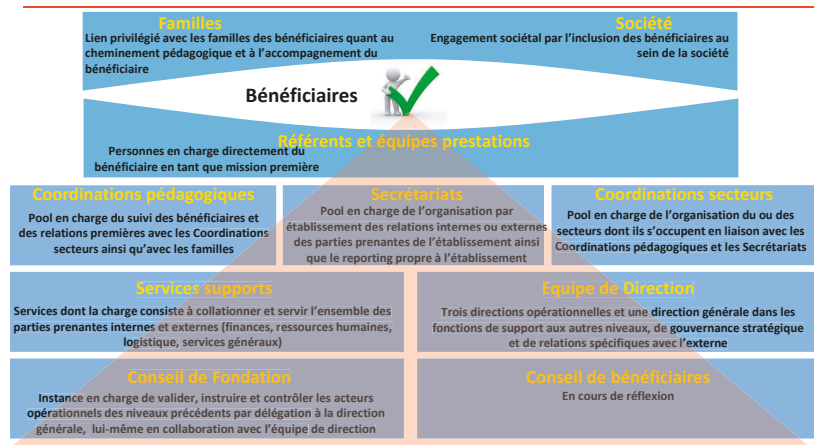 Familles
Lien privilégié avec les familles des bénéficiaires quant au
cheminement pédagogique et à l'accompagnement du
bénéficiaire
Société
Engagement sociétal par l'inclusion des bénéficiaires au
sein de la société
Bénéficiaires
Référents et équipes prestations
Personnes en charge directement du
bénéficiaire en tant que mission première
Coordinations pédagogiques
Pool en charge du suivi des bénéficiaires et
des relations premières avec les Coordinations
secteurs ainsi qu'avec les familles
Secrétariats
Pool en charge de l'organisation par
établissement des relations internes ou externes
des parties prenantes de l'établissement ainsi
que le reporting propre à l'établissement
Coordinations secteurs
Pool en charge de l'organisation du ou des
secteurs dont ils s'occupent en liaison avec les
Coordinations pédagogiques et les Secrétariats
Services supports
Services dont la charge consiste à collationner et servir l'ensemble des
parties prenantes internes et externes (finances, ressources humaines,
logistique, services généraux)
Equipe de Direction
Trois directions opérationnelles et une direction générale dans les
fonctions de support aux autres niveaux, de gouvernance stratégique
et de relations spécifiques avec l'externe
Conseil de Fondation
Instance en charge de valider, instruire et contrôler les acteurs
opérationnels des niveaux précédents par délégation à la direction
générale, lui-même en collaboration avec l'équipe de direction
Conseil de bénéficiaires
En cours de réflexion